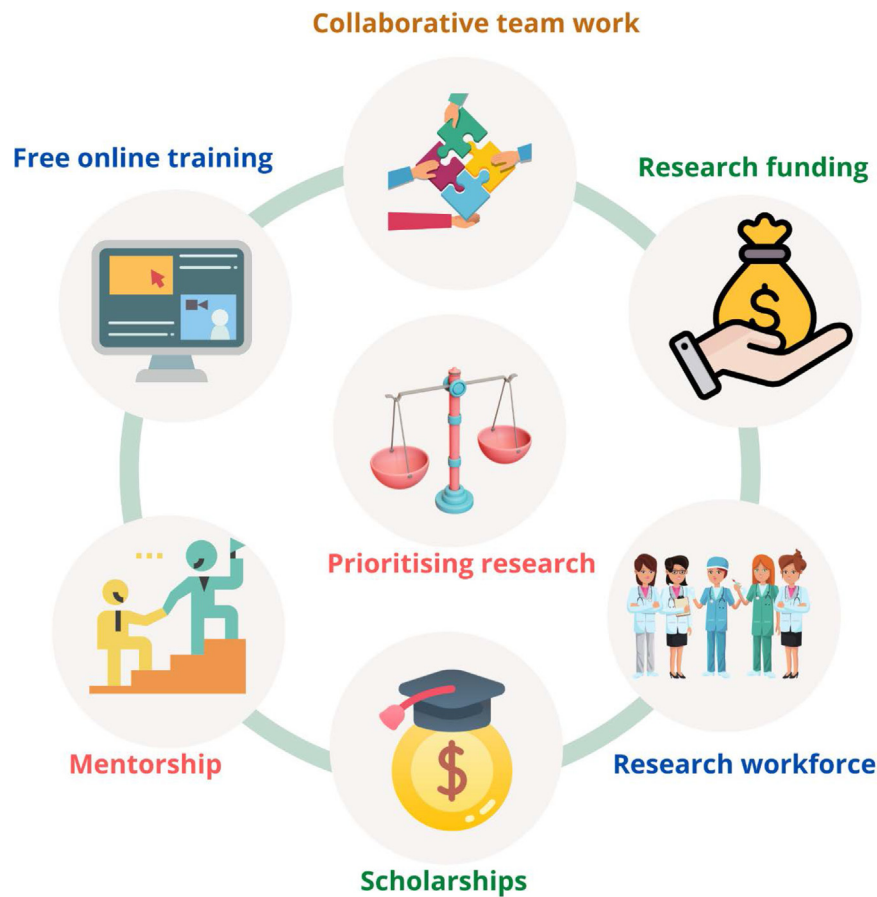 Collaborative team work
Free online training
Research funding
$
Prioritising research
Mentorship
Research workforce
$
Scholarships